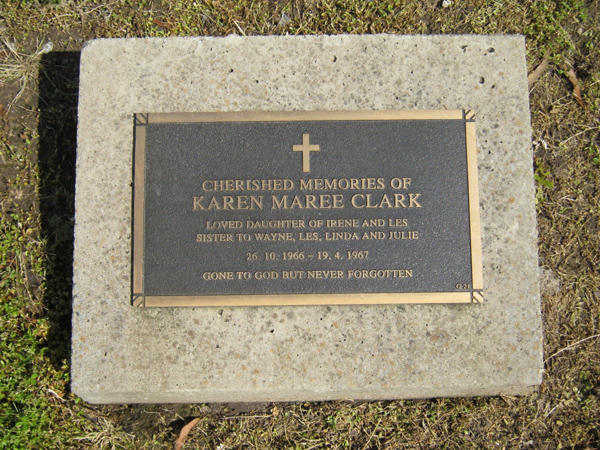 CHERISHED MEMORIES OF
KAREN MAREE CLARK
LOVED DAUGHTER OF IRENE AND LES
SISTER TO WAYNE, LES, LINDA AND JULIE
26. 10. 1966 – 19. 4. 1967
GONE TO GOD BUT NEVER FORGOTTEN